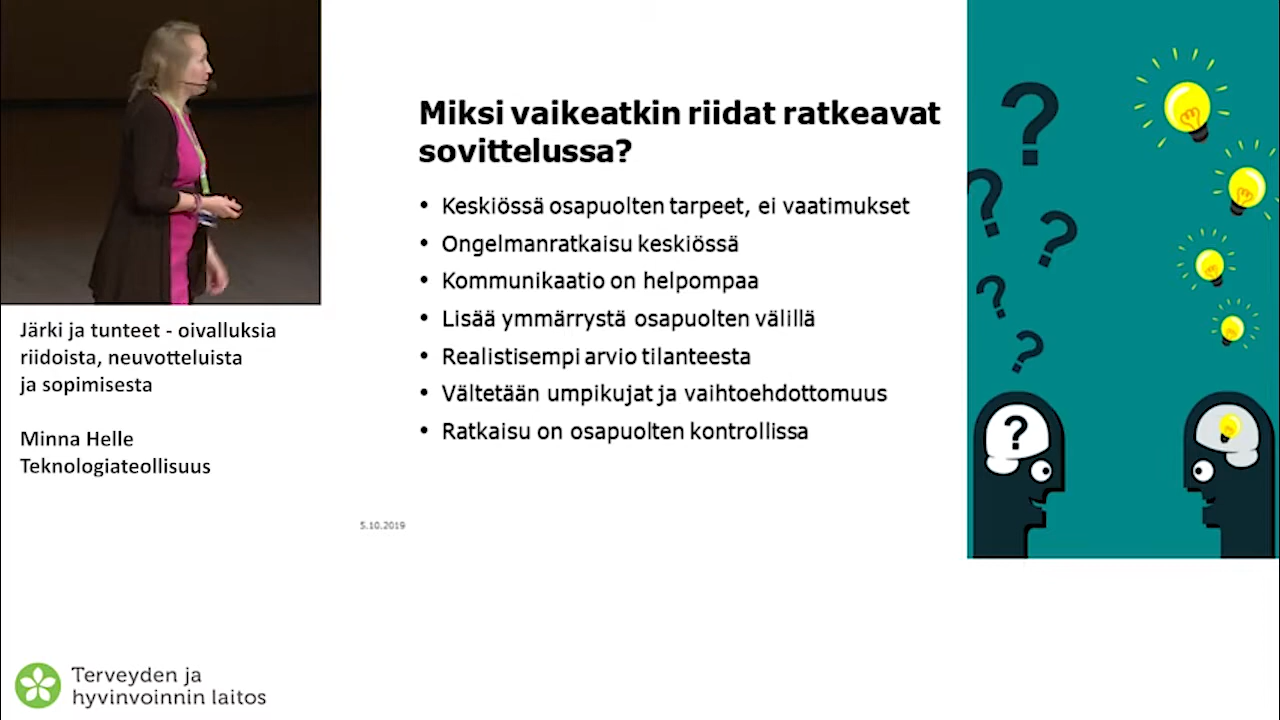 Miksi vaikeatkin riidat ratkeavat
sovittelussa?
• Keskiössä osapuolten tarpeet, ei vaatimukset
• Ongelmanratkaisu keskiössä
• Kommunikaatio on helpompaa
• Lisää ymmärrystä osapuolten välillä
• Realistisempi arvio tilanteesta
• Vältetään umpikujat ja vaihtoehdottomuus
• Ratkaisu on osapuolten kontrollissa
5.10.2019
Järki ja tunteet - oivalluksia
riidoista, neuvotteluista
ja sopimisesta
Minna Helle
Teknologiateollisuus
Terveyden ja
hyvinvoinnin laitos